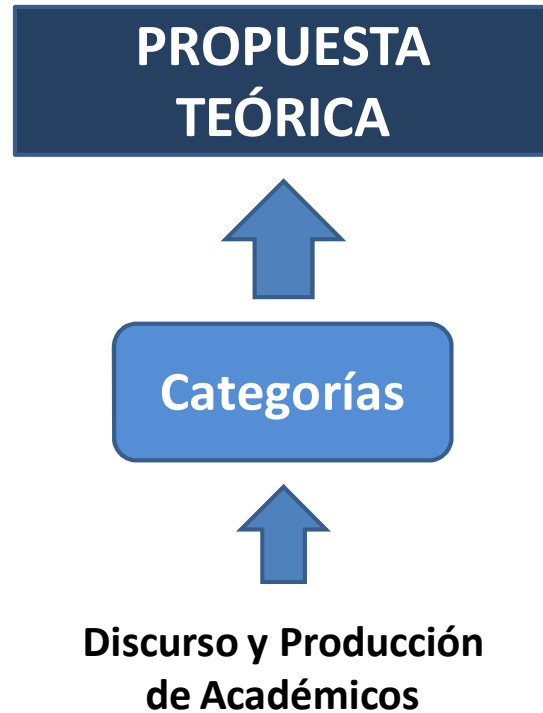 PROPUESTA
TEÓRICA
Categorías
Discurso y Producción
de Académicos